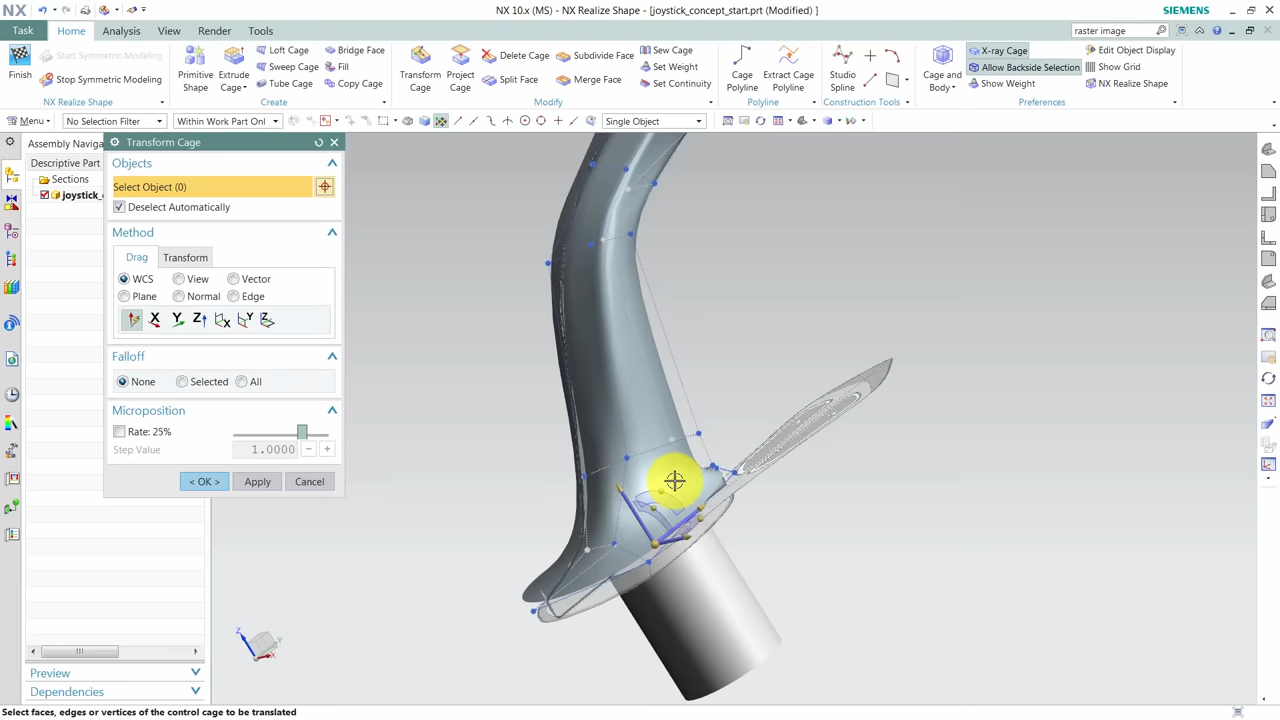 NX
NX 10.x (MS) - NX Realize Shape - [joystick_concept_start.prt (Modified) ]
SIEMENS
Task
Home
Analysis
View
Render
Tools
raster image
Finish
Start Symmetric Modeling
Stop Symmetric Modeling
NX Realize Shape
Primitive Shape
Extrude Cage
Loft Cage
Sweep Cage
Tube Cage
Bridge Face
Fill
Copy Cage
Create
Transform Cage
Project Cage
Delete Cage
Split Face
Subdivide Face
Merge Face
Sew Cage
Set Weight
Set Continuity
Modify
Cage Polyline
Extract Cage Polyline
Polyline
Studio Spline
Construction Tools
Cage and Body
X-ray Cage
Allow Backside Selection
Show Weight
Edit Object Display
Show Grid
NX Realize Shape
Preferences
Menu
No Selection Filter
Within Work Part Onl
Single Object
Assembly Naviga
Descriptive Part
Sections
joystick_
Transform Cage
Objects
Select Object (0)
Deselect Automatically
Method
Drag
Transform
WCS
View
Vector
Plane
Normal
Edge
X
Y
Z
X
Y
Z
Falloff
None
Selected
All
Microposition
Rate: 25%
Step Value
1.0000
< OK >
Apply
Cancel
Z
Y
X
Preview
Dependencies
Select faces, edges or vertices of the control cage to be translated